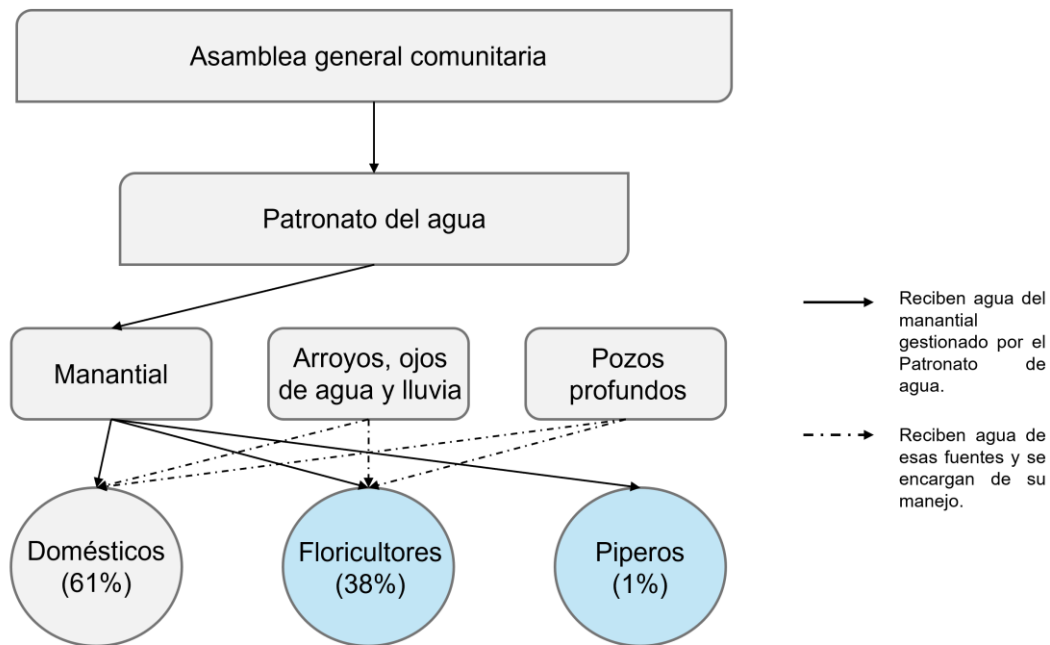 Asamblea general comunitaria
Patronato del agua
Manantial
Arroyos, ojos
de agua y lluvia
Pozos
profundos
Domésticos
(61%)
Floricultores
(38%)
Piperos
(1%)
Reciben agua del
manantial
gestionado por el
Patronato de
agua.
Reciben agua de
esas fuentes y se
encargan de su
manejo.